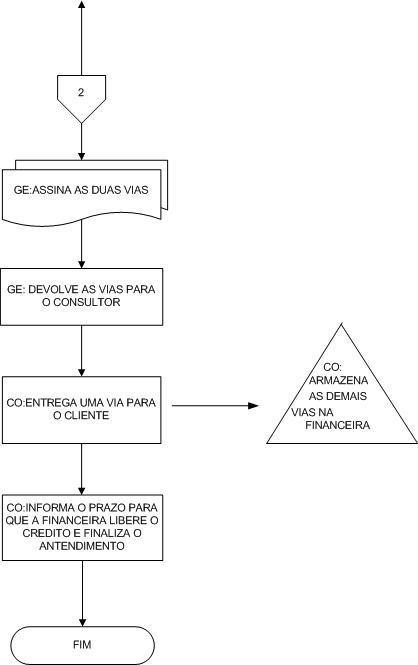 2
GE:ASSINA AS DUAS VIAS
GE: DEVOLVE AS VIAS PARA
O CONSULTOR
CO:ENTREGA UMA VIA PARA
O CLIENTE
CO:
ARMAZENA
AS DEMAIS
VIAS NA
FINANCEIRA
CO:INFORMA O PRAZO PARA
QUE A FINANCEIRA LIBERE O
CREDITO E FINALIZA O
ANTENDIMENTO
FIM